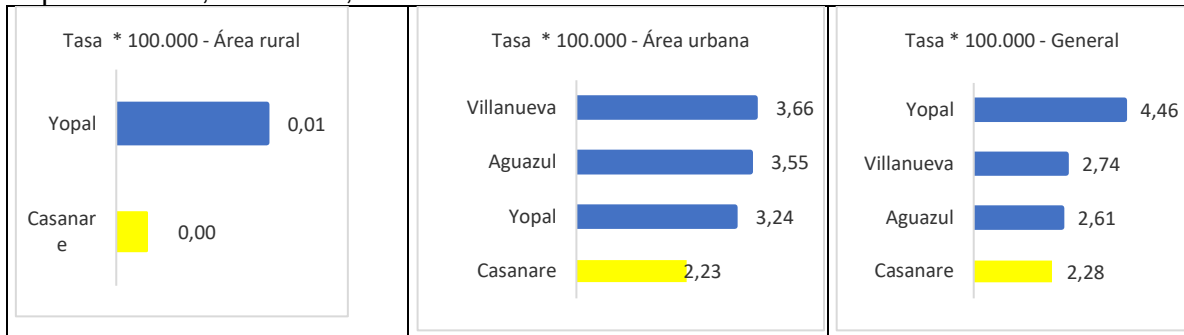 Tasa * 100.000 - Área rural
Yopal 0,01
Casanar
e 0,00
Tasa * 100.000 - Área urbana
Villanueva 3,66
Aguazul 3,55
Yopal 3,24
Casanare 2,23
Tasa * 100.000 - General
Yopal 4,46
Villanueva 2,74
Aguazul 2,61
Casanare 2,28